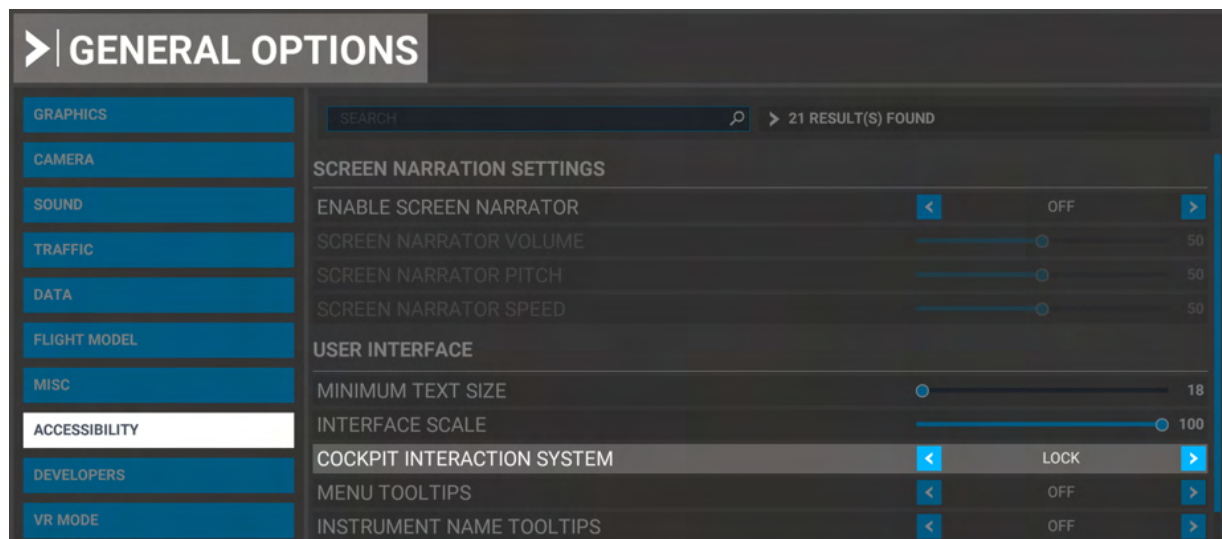 GENERAL OPTIONS
GRAPHICS
CAMERA
SOUND
TRAFFIC
DATA
FLIGHT MODEL
MISC
ACCESSIBILITY
DEVELOPERS
VR MODE
SEARCH
21 RESULT(S) FOUND
SCREEN NARRATION SETTINGS
ENABLE SCREEN NARRATOR OFF
SCREEN NARRATOR VOLUME 50
SCREEN NARRATOR PITCH 50
SCREEN NARRATOR SPEED 50
USER INTERFACE
MINIMUM TEXT SIZE 18
INTERFACE SCALE 100
COCKPIT INTERACTION SYSTEM LOCK
MENU TOOLTIPS OFF
INSTRUMENT NAME TOOLTIPS OFF